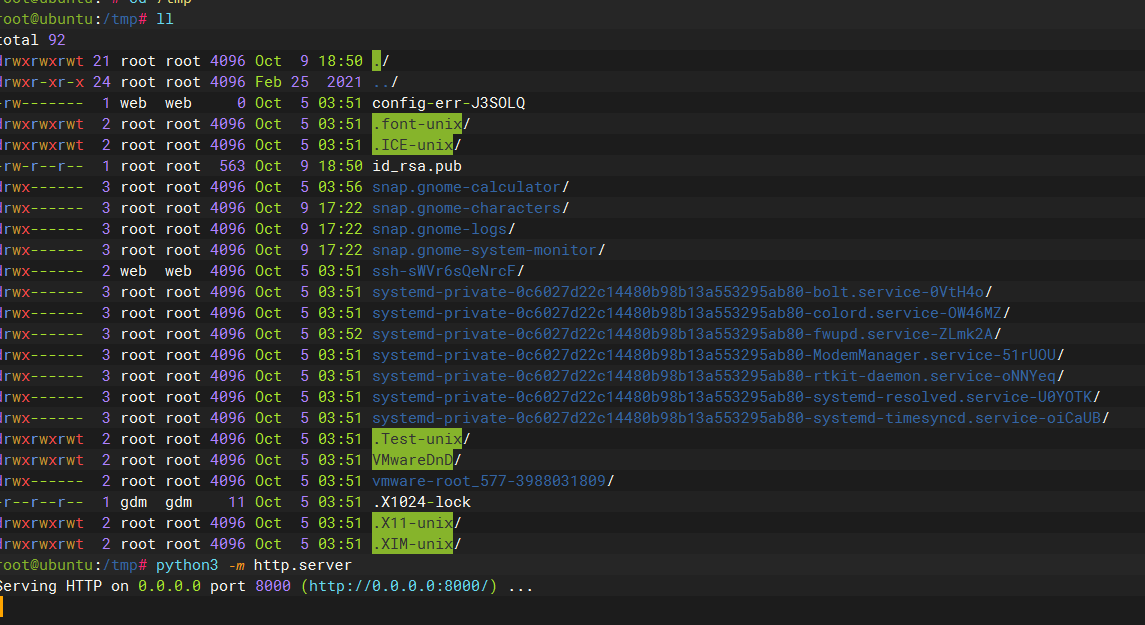 root@ubuntu:~# cd /tmp
root@ubuntu:/tmp# ll
total 92
drwxrwxrwt 21 root root 4096 Oct  9 18:50 ./
drwxr-xr-x 24 root root 4096 Feb 25  2021 ../
-rw-------  1 web  web     0 Oct  5 03:51 config-err-J3SOLQ
drwxrwxrwt  2 root root 4096 Oct  5 03:51 .font-unix/
drwxrwxrwt  2 root root 4096 Oct  5 03:51 .ICE-unix/
-rw-r--r--  1 root root  563 Oct  9 18:50 id_rsa.pub
drwx------  3 root root 4096 Oct  5 03:56 snap.gnome-calculator/
drwx------  3 root root 4096 Oct  9 17:22 snap.gnome-characters/
drwx------  3 root root 4096 Oct  9 17:22 snap.gnome-logs/
drwx------  3 root root 4096 Oct  9 17:22 snap.gnome-system-monitor/
drwx------  2 web  web  4096 Oct  5 03:51 ssh-sWVr6sQeNrcF/
drwx------  3 root root 4096 Oct  5 03:51 systemd-private-0c6027d22c14480b98b13a553295ab80-bolt.service-0VtH4o/
drwx------  3 root root 4096 Oct  5 03:51 systemd-private-0c6027d22c14480b98b13a553295ab80-colord.service-OW46MZ/
drwx------  3 root root 4096 Oct  5 03:52 systemd-private-0c6027d22c14480b98b13a553295ab80-fwupd.service-ZLmk2A/
drwx------  3 root root 4096 Oct  5 03:51 systemd-private-0c6027d22c14480b98b13a553295ab80-ModemManager.service-51rUOU/
drwx------  3 root root 4096 Oct  5 03:51 systemd-private-0c6027d22c14480b98b13a553295ab80-rtkit-daemon.service-oNNYeq/
drwx------  3 root root 4096 Oct  5 03:51 systemd-private-0c6027d22c14480b98b13a553295ab80-systemd-resolved.service-U0YOTK/
drwx------  3 root root 4096 Oct  5 03:51 systemd-private-0c6027d22c14480b98b13a553295ab80-systemd-timesyncd.service-oiCaUB/
drwxrwxrwt  2 root root 4096 Oct  5 03:51 .Test-unix/
drwxrwxrwt  2 root root 4096 Oct  5 03:51 VMwareDnD/
drwx------  2 root root 4096 Oct  5 03:51 vmware-root_577-3988031809/
-r--r--r--  1 gdm  gdm    11 Oct  5 03:51 .X1024-lock
drwxrwxrwt  2 root root 4096 Oct  5 03:51 .X11-unix/
drwxrwxrwt  2 root root 4096 Oct  5 03:51 .XIM-unix/
root@ubuntu:/tmp# python3 -m http.server
Serving HTTP on 0.0.0.0 port 8000 (http://0.0.0.0:8000/) ...